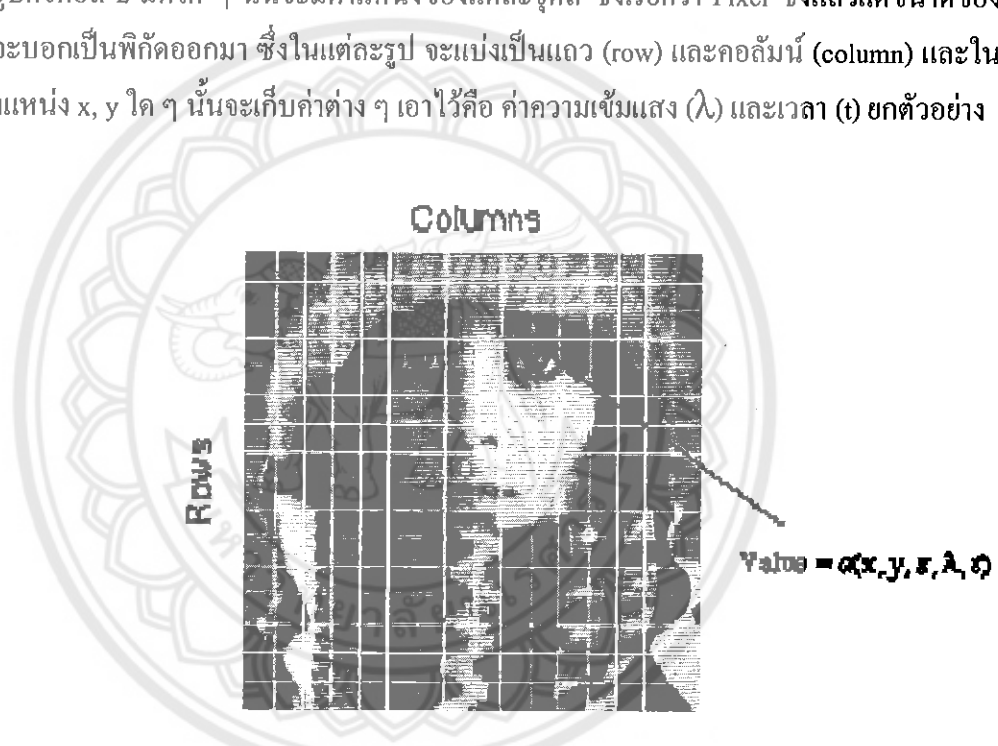 จะบอกเป็นพิกัดออกมา ซึ่งในแต่ละรูป จะแบ่งเป็นแถว (row) และคอลัมน์ (column) และใน
แหน่ง x, y ใด ๆ นั้นจะเก็บค่าต่าง ๆ เอาไว้คือ ค่าความเข้มแสง (λ) และเวลา (t) ยกตัวอย่าง
Columns
Rows
Value = a(x, y, z, λ, t)